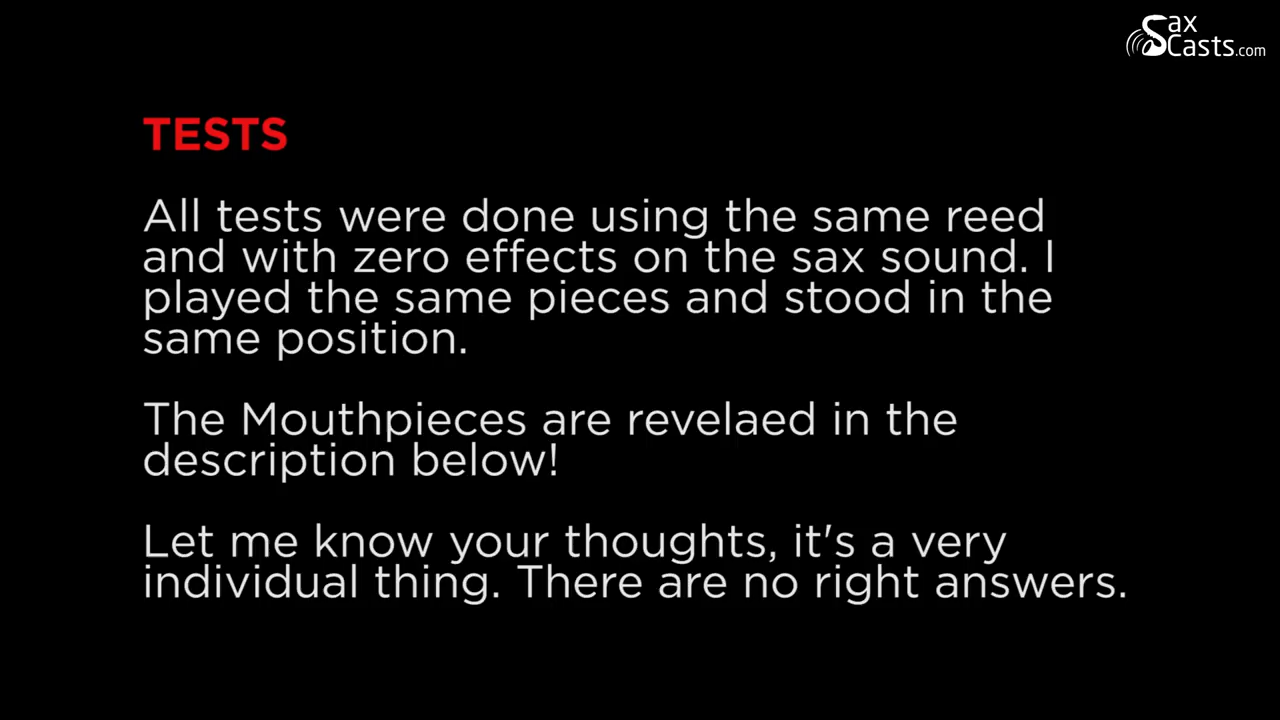 Sax
Casts.com
TESTS
All tests were done using the same reed
and with zero effects on the sax sound. I
played the same pieces and stood in the
same position.
The Mouthpieces are revelaed in the
description below!
Let me know your thoughts, it's a very
individual thing. There are no right answers.